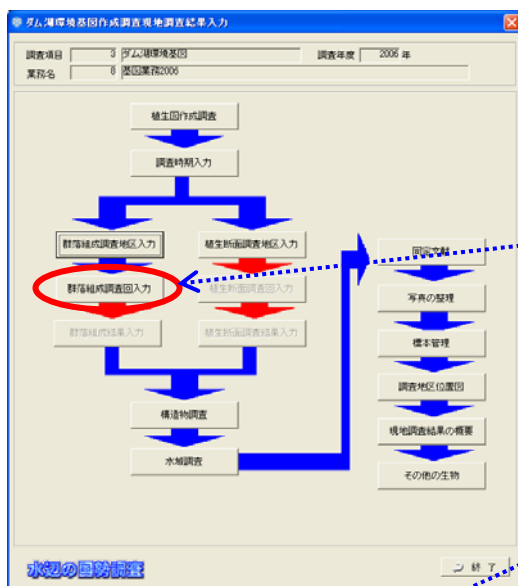 ダム湖環境基図作成調査現地調査結果入力
調査項目 3 ダム湖環境基図 調査年度 2006 年
業務名 8 基図業務2006
植生図作成調査
調査時期入力
群落組成調査地区入力
群落組成調査回入力
群落組成結果入力
植生断面調査地区入力
植生断面調査回入力
植生断面調査結果入力
構造物調査
水域調査
同定文献
写真の整理
標本管理
調査地区位置図
現地調査結果の概要
その他の生物
水辺の国勢調査
終了